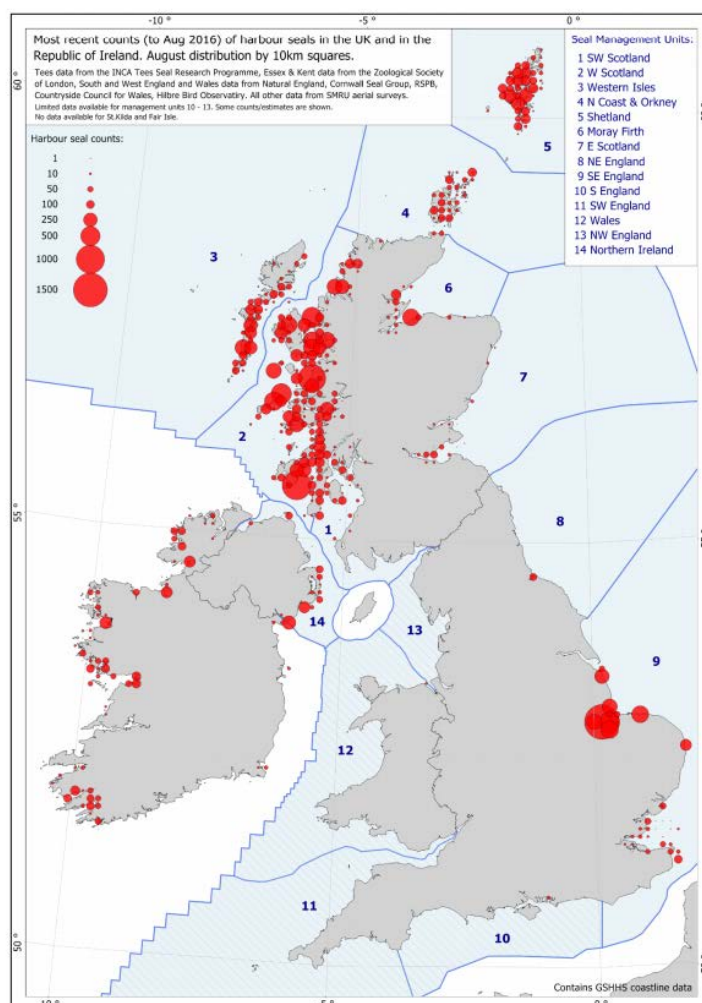 -10 °
-5 °
0 °
Most recent counts (to Aug 2016) of harbour seals in the UK and in the
Republic of Ireland. August distribution by 10km squares.
Tees data from the INCA Tees Seal Research Programme, Essex & Kent data from the Zoological Society
of London, South and West England and Wales data from Natural England, Cornwall Seal Group, RSPB,
Countryside Council for Wales, Hilbre Bird Observatiry. All other data from SMRU aerial surveys.
Limited data available for management units 10 - 13. Some counts/estimates are shown.
No data available for St.Kilda and Fair Isle.
Harbour seal counts:
1
10
50
100
250
500
1000
1500
Seal Management Units:
1 SW Scotland
2 W Scotland
3 Western Isles
4 N Coast & Orkney
5 Shetland
6 Moray Firth
7 E Scotland
8 NE England
9 SE England
10 S England
11 SW England
12 Wales
13 NW England
14 Northern Ireland
60 °
5
4
3
6
7
2
55 °
1
8
14
13
9
12
11
10
50 °
Contains GSHHS coastline data